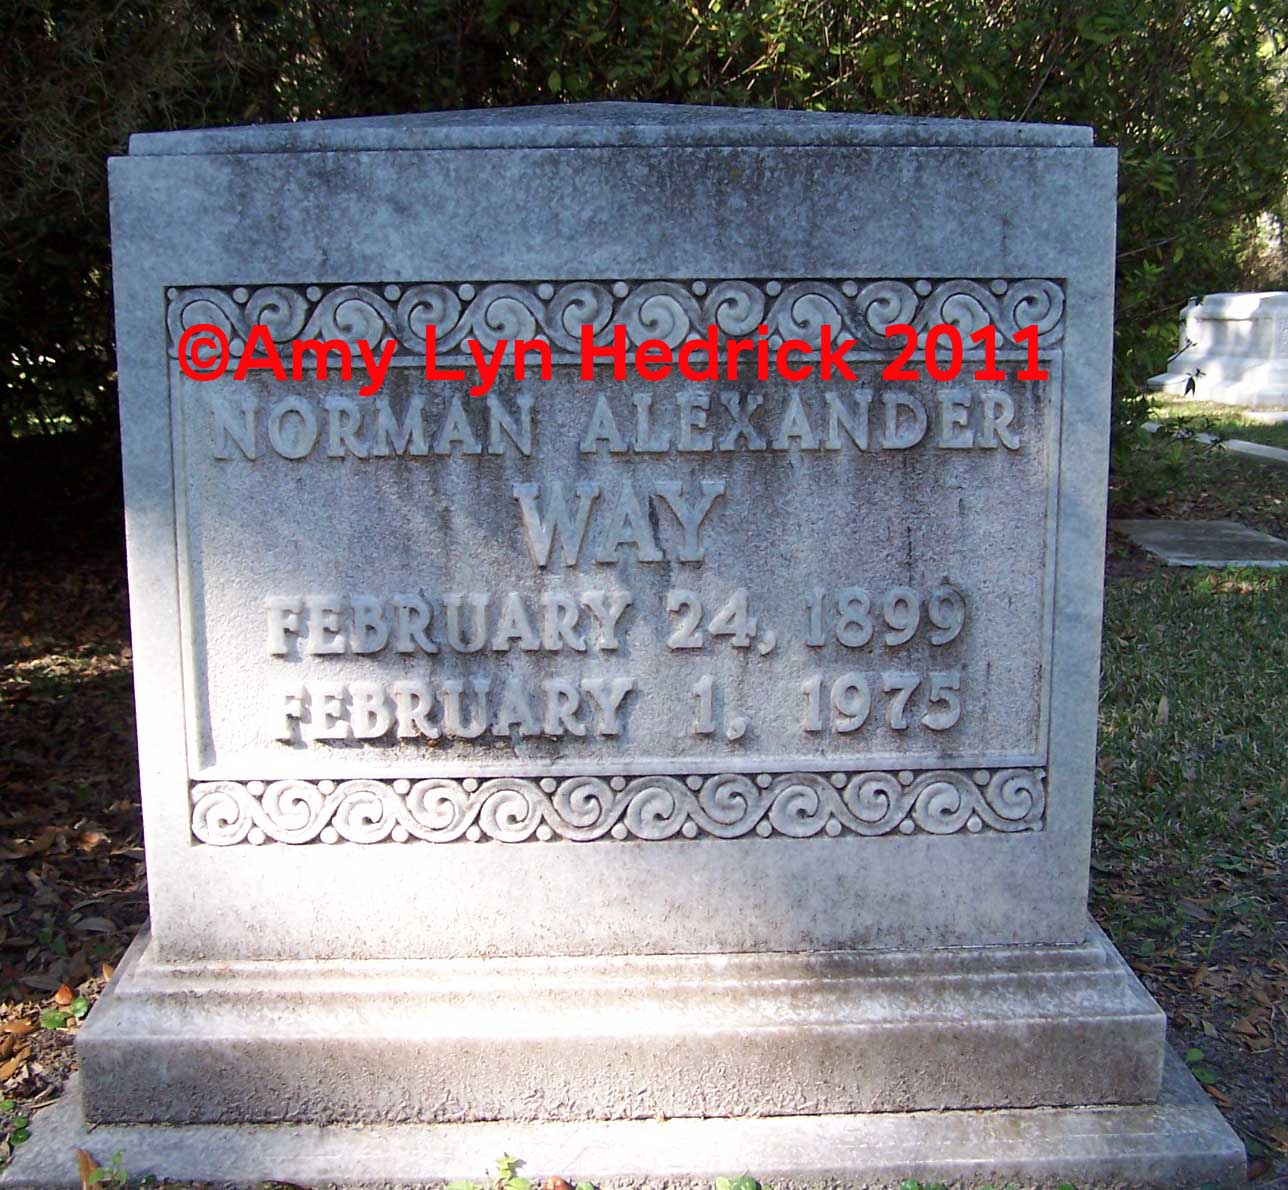 ©Amy Lyn Hedrick 2011
NORMAN ALEXANDER
WAY
FEBRUARY 24, 1899
FEBRUARY 1, 1975